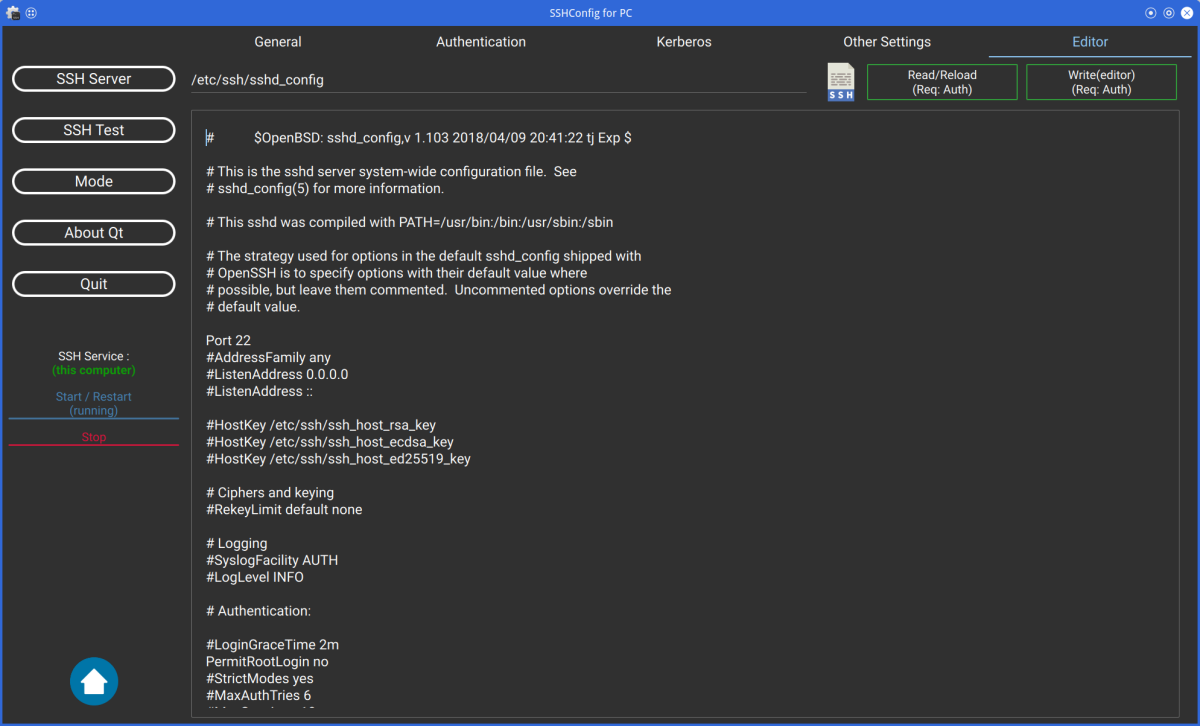 SSHConfig for PC
General Authentication Kerberos Other Settings Editor
SSH Server
SSH Test
Mode
About Qt
Quit
SSH Service :
(this computer)
Start / Restart
(running)
Stop
/etc/ssh/sshd_config
SSH
Read/Reload
(Req: Auth)
Write(editor)
(Req: Auth)
# $OpenBSD: sshd_config,v 1.103 2018/04/09 20:41:22 tj Exp $
# This is the sshd server system-wide configuration file. See
# sshd_config(5) for more information.
# This sshd was compiled with PATH=/usr/bin:/bin:/usr/sbin:/sbin
# The strategy used for options in the default sshd_config shipped with
# OpenSSH is to specify options with their default value where
# possible, but leave them commented. Uncommented options override the
# default value.
Port 22
#AddressFamily any
#ListenAddress 0.0.0.0
#ListenAddress ::
#HostKey /etc/ssh/ssh_host_rsa_key
#HostKey /etc/ssh/ssh_host_ecdsa_key
#HostKey /etc/ssh/ssh_host_ed25519_key
# Ciphers and keying
#RekeyLimit default none
# Logging
#SyslogFacility AUTH
#LogLevel INFO
# Authentication:
#LoginGraceTime 2m
PermitRootLogin no
#StrictModes yes
#MaxAuthTries 6